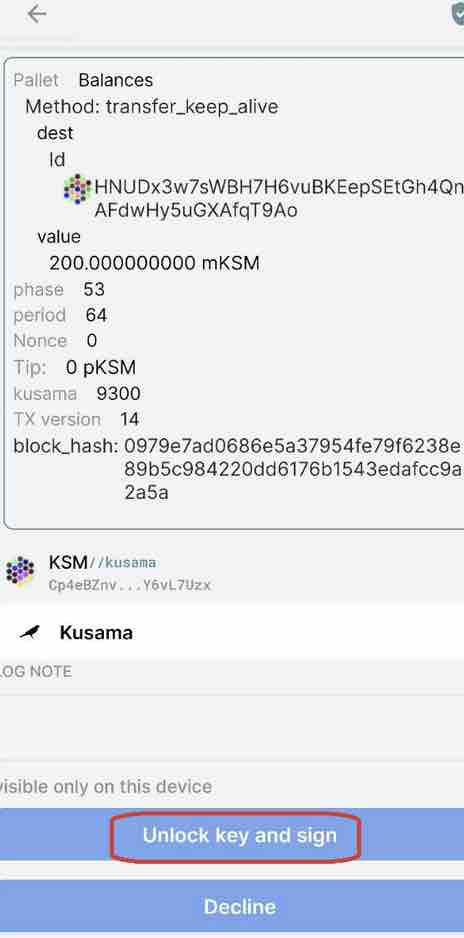 Pallet Balances
Method: transfer_keep_alive
dest
Id
HNUDx3w7sWBH7H6vuBKEepSEtGh4Qn
AFdwHy5uGXAfqT9Ao
value
200.000000000 mKSM
phase 53
period 64
Nonce 0
Tip: 0 pKSM
kusama 9300
TX version 14
block_hash: 0979e7ad0686e5a37954fe79f6238e
89b5c984220dd6176b1543edafcc9a
2a5a
KSM//kusama
Cp4eBZnv...Y6vL7Uzx
Kusama
LOG NOTE
visible only on this device
Unlock key and sign
Decline